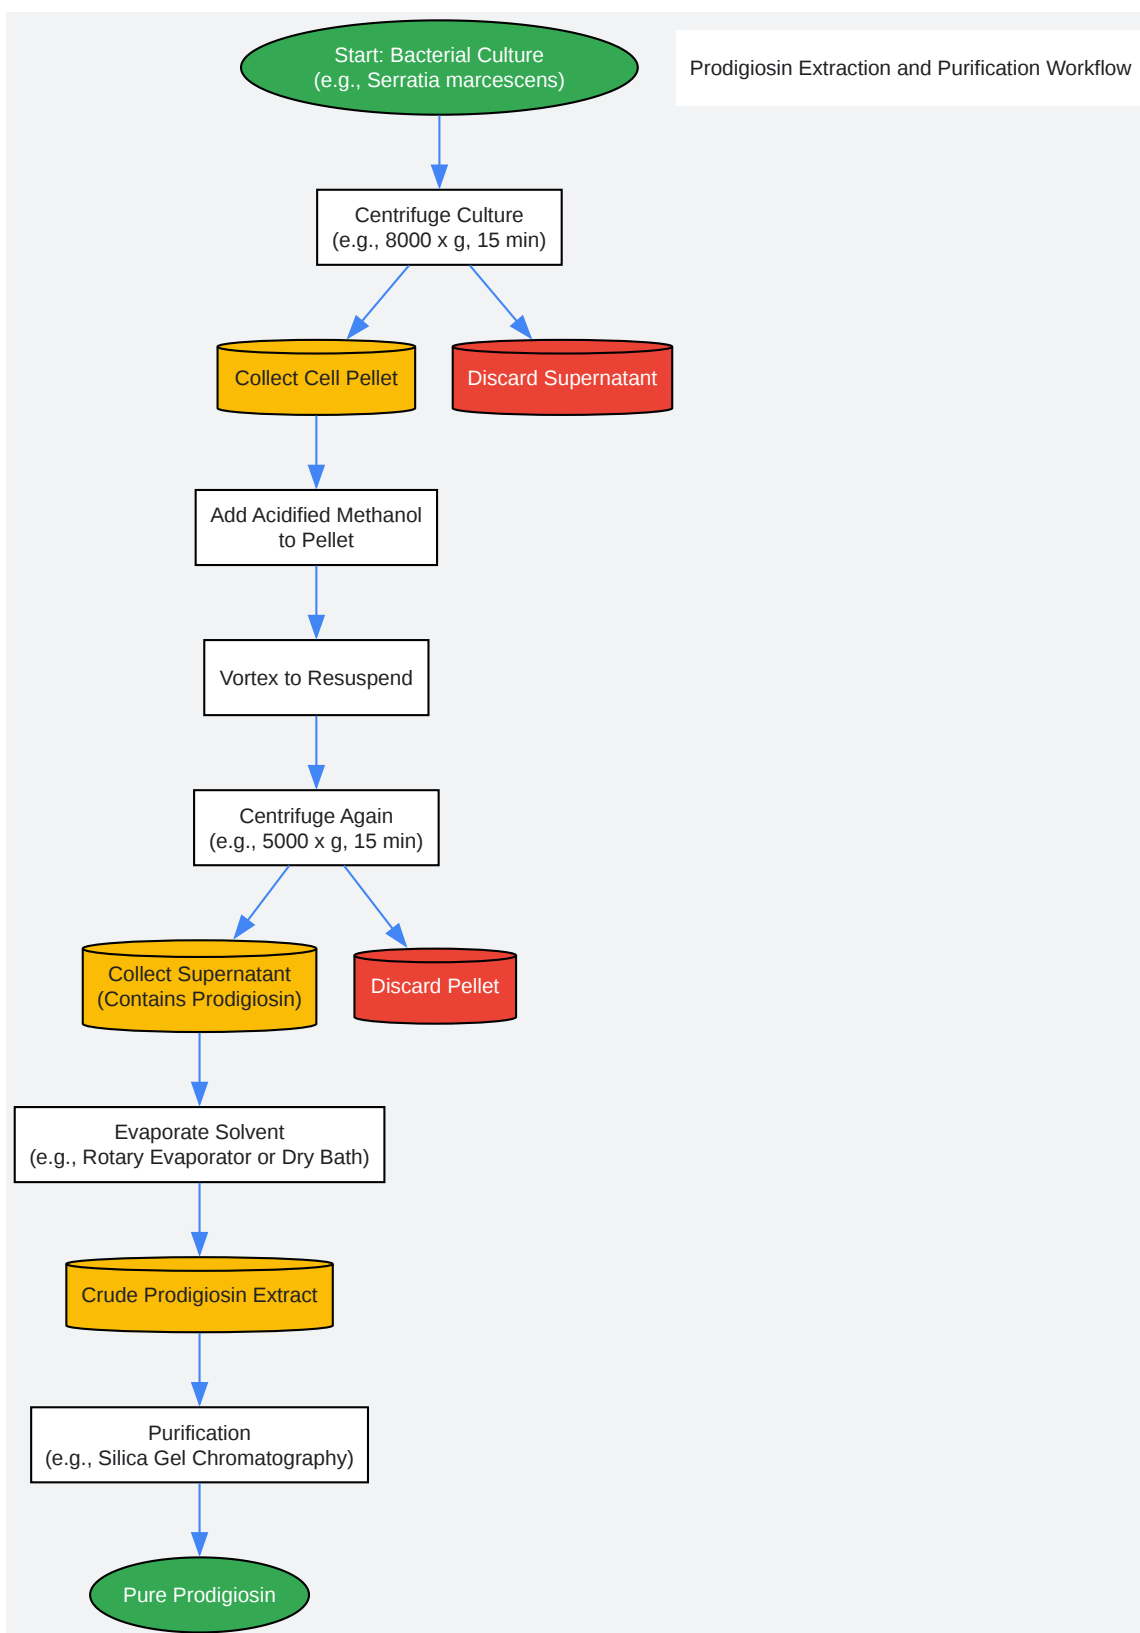 Start: Bacterial Culture
(e.g., Serratia marcescens)
Prodigiosin Extraction and Purification Workflow
Centrifuge Culture
(e.g., 8000 x g, 15 min)
Collect Cell Pellet
Discard Supernatant
Add Acidified Methanol
to Pellet
Vortex to Resuspend
Centrifuge Again
(e.g., 5000 x g, 15 min)
Collect Supernatant
(Contains Prodigiosin)
Discard Pellet
Evaporate Solvent
(e.g., Rotary Evaporator or Dry Bath)
Crude Prodigiosin Extract
Purification
(e.g., Silica Gel Chromatography)
Pure Prodigiosin